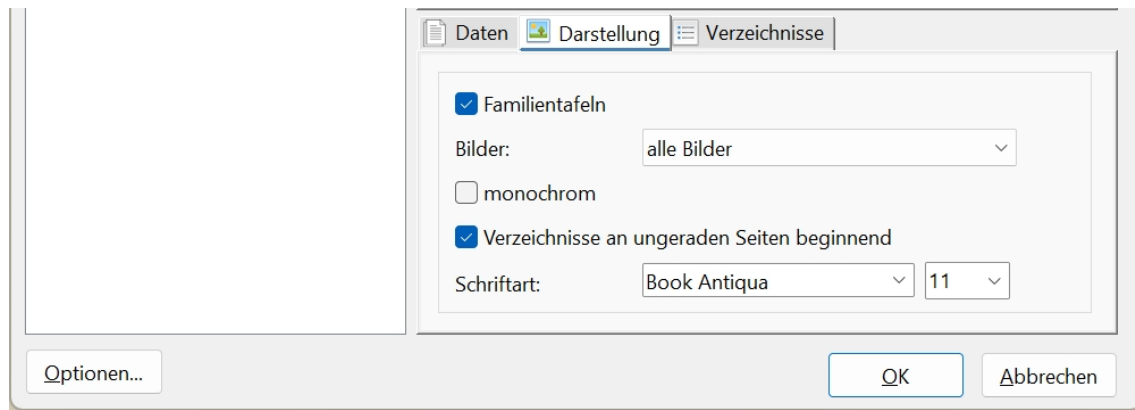 Daten Darstellung Verzeichnisse
Familientafeln
Bilder: alle Bilder
monochrom
Verzeichnisse an ungeraden Seiten beginnend
Schriftart: Book Antiqua 11
Optionen... OK Abbrechen